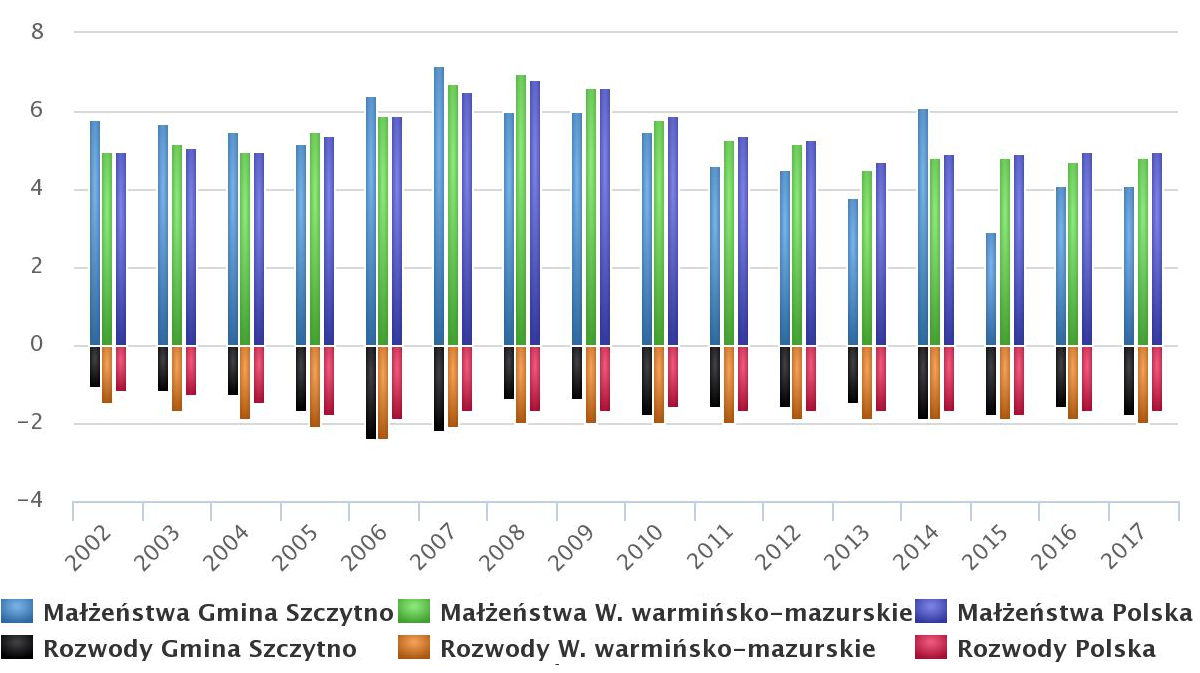 8
6
4
2
0
−2
−4
2002 2003 2004 2005 2006 2007 2008 2009 2010 2011 2012 2013 2014 2015 2016 2017
Małżeństwa Gmina Szczytno Małżeństwa W. warmińsko−mazurskie Małżeństwa Polska
Rozwody Gmina Szczytno Rozwody W. warmińsko−mazurskie Rozwody Polska